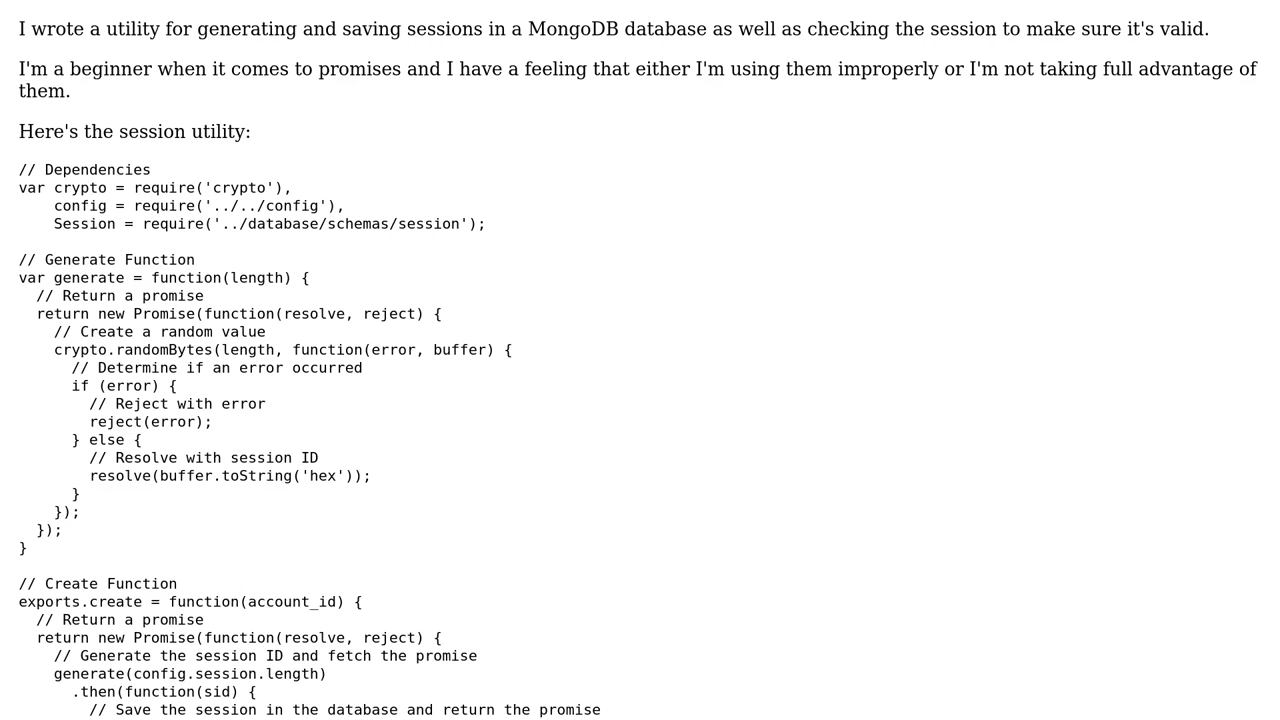 I wrote a utility for generating and saving sessions in a MongoDB database as well as checking the session to make sure it's valid.
I'm a beginner when it comes to promises and I have a feeling that either I'm using them improperly or I'm not taking full advantage of
them.
Here's the session utility:
// Dependencies
var crypto = require('crypto'),
    config = require('../../config'),
    Session = require('../database/schemas/session');

// Generate Function
var generate = function(length) {
  // Return a promise
  return new Promise(function(resolve, reject) {
    // Create a random value
    crypto.randomBytes(length, function(error, buffer) {
      // Determine if an error occurred
      if (error) {
        // Reject with error
        reject(error);
      } else {
        // Resolve with session ID
        resolve(buffer.toString('hex'));
      }
    });
  });
}

// Create Function
exports.create = function(account_id) {
  // Return a promise
  return new Promise(function(resolve, reject) {
    // Generate the session ID and fetch the promise
    generate(config.session.length)
      .then(function(sid) {
        // Save the session in the database and return the promise